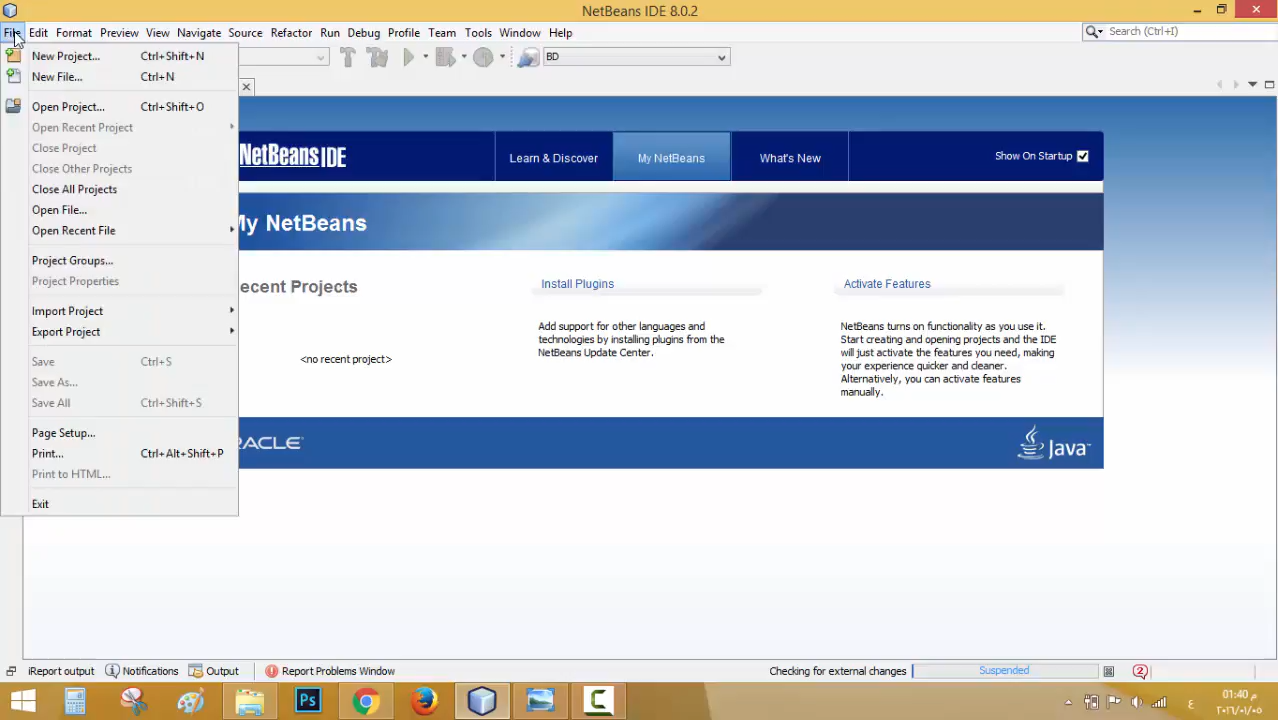 NetBeans IDE 8.0.2
File Edit Format Preview View Navigate Source Refactor Run Debug Profile Team Tools Window Help
Search (Ctrl+I)
BD
New Project... Ctrl+Shift+N
New File... Ctrl+N
Open Project... Ctrl+Shift+O
Open Recent Project
Close Project
Close Other Projects
Close All Projects
Open File...
Open Recent File
Project Groups...
Project Properties
Import Project
Export Project
Save Ctrl+S
Save As...
Save All Ctrl+Shift+S
Page Setup...
Print... Ctrl+Alt+Shift+P
Print to HTML...
Exit
NetBeans IDE
Learn & Discover
My NetBeans
What's New
Show On Startup
My NetBeans
ecent Projects
<no recent project>
Install Plugins
Add support for other languages and
technologies by installing plugins from the
NetBeans Update Center.
Activate Features
NetBeans turns on functionality as you use it.
Start creating and opening projects and the IDE
will just activate the features you need, making
your experience quicker and cleaner.
Alternatively, you can activate features
manually.
RACLE
Java
iReport output Notifications Output Report Problems Window Checking for external changes Suspended 2
Ps
C
ع
01:40 م
٢٠١٦/٠١/٠٥